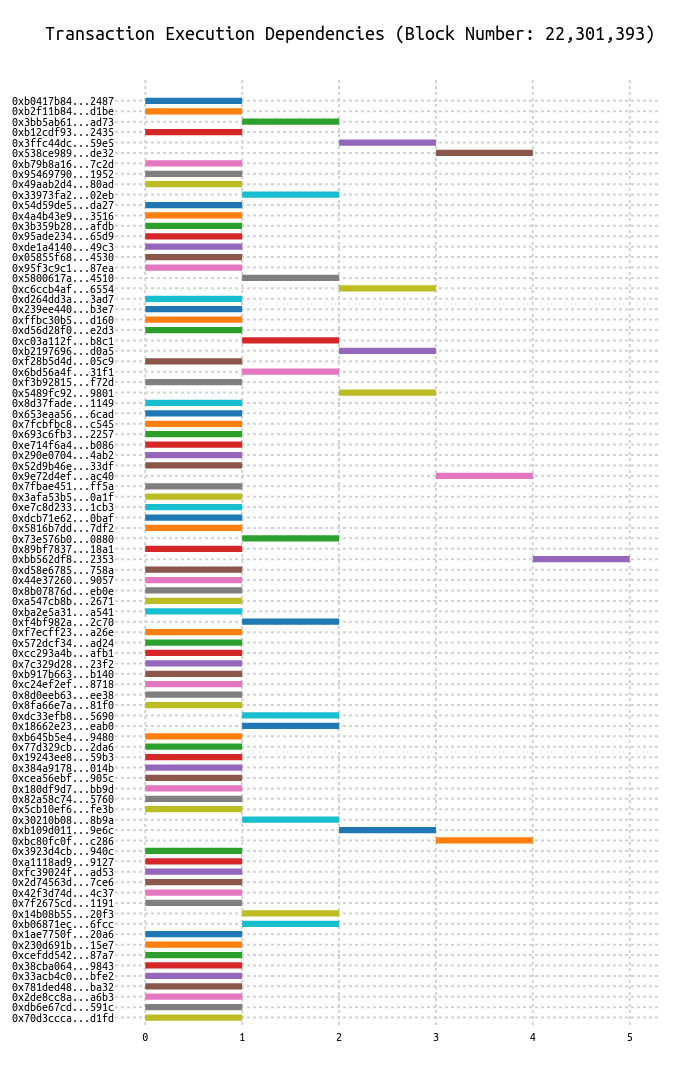 Transaction Execution Dependencies (Block Number: 22,301,393)
0xb0417b84...2487
0xb2f11b84...d1be
0x3bb5ab61...ad73
0xb12cdf93...2435
0x3ffc44dc...59e5
0x538ce989...de32
0xb79b8a16...7c2d
0x95469790...1952
0x49aab2d4...80ad
0x33973fa2...02eb
0x54d59de5...da27
0x4a4b43e9...3516
0x3b359b28...afdb
0x95ade234...65d9
0xde1a4140...49c3
0x05855f68...4530
0x95f3c9c1...87ea
0x5800617a...4510
0xc6ccb4af...6554
0xd264dd3a...3ad7
0x239ee440...b3e7
0xffbc30b5...d160
0xd56d28f0...e2d3
0xc03a112f...b8c1
0xb2197696...d0a5
0xf28b5d4d...05c9
0x6bd56a4f...31f1
0xf3b92815...f72d
0x5489fc92...9801
0x8d37fade...1149
0x653eaa56...6cad
0x7fcbfbc8...c545
0x693c6fb3...2257
0xe714f6a4...b086
0x290e0704...4ab2
0x52d9b46e...33df
0x9e72d4ef...ac40
0x7fbae451...ff5a
0x3afa53b5...0a1f
0xe7c8d233...1cb3
0xdcb71e62...0baf
0x5816b7dd...7df2
0x73e576b0...0880
0x89bf7837...18a1
0xbb562df8...2353
0xd58e6785...758a
0x44e37260...9057
0x8b07876d...eb0e
0xa547cb8b...2671
0xba2e5a31...a541
0xf4bf982a...2c70
0xf7ecff23...a26e
0x572dcf34...ad24
0xcc293a4b...afb1
0x7c329d28...23f2
0xb917b663...b140
0xc24ef2ef...8718
0x8d0eeb63...ee38
0x8fa66e7a...81f0
0xdc33efb8...5690
0x18662e23...eab0
0xb645b5e4...9480
0x77d329cb...2da6
0x19243ee8...59b3
0x384a9178...014b
0xcea56ebf...905c
0x180df9d7...bb9d
0x82a58c74...5760
0x5cb10ef6...fe3b
0x30210b08...8b9a
0xb109d011...9e6c
0xbc80fc0f...c286
0x3923d4cb...940c
0xa1118ad9...9127
0xfc39024f...ad53
0x2d74563d...7ce6
0x42f3d74d...4c37
0x7f2675cd...1191
0x14b08b55...20f3
0xb06871ec...6fcc
0x1ae7750f...20a6
0x230d691b...15e7
0xcefdd542...87a7
0x38cba064...9843
0x33acb4c0...bfe2
0x781ded48...ba32
0x2de8cc8a...a6b3
0xdb6e67cd...591c
0x70d3ccca...d1fd
0 1 2 3 4 5